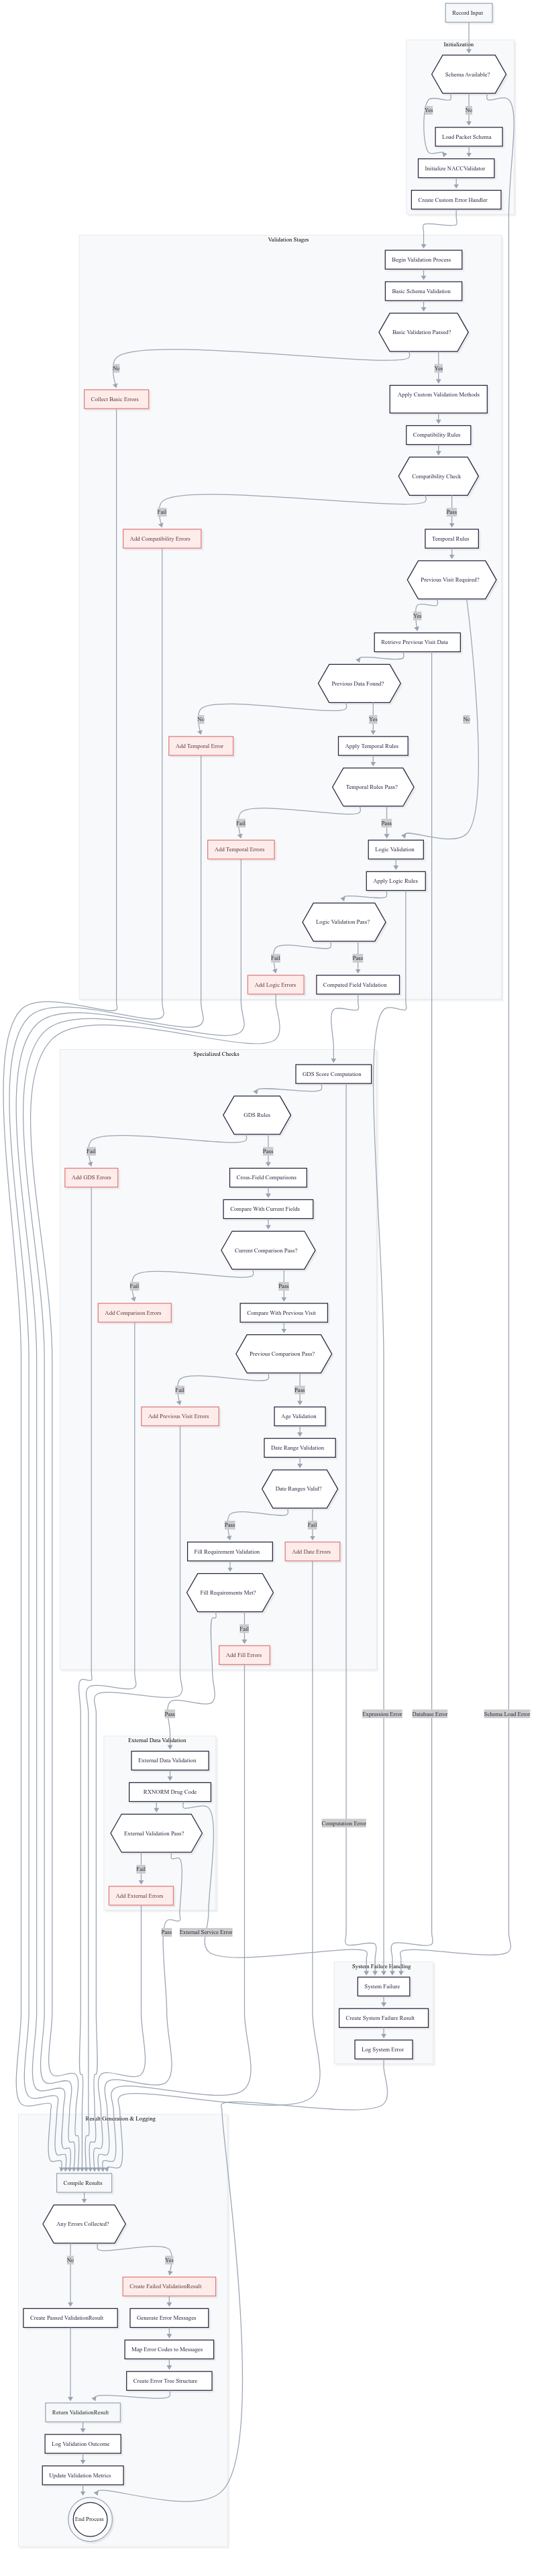 Record Input
Initialization
Schema Available?
Yes
No
Load Packet Schema
Initialize NACCValidator
Create Custom Error Handler
Validation Stages
Begin Validation Process
Basic Schema Validation
Basic Validation Passed?
No
Yes
Collect Basic Errors
Apply Custom Validation Methods
Compatibility Rules
Compatibility Check
Fail
Pass
Add Compatibility Errors
Temporal Rules
Previous Visit Required?
Yes
Retrieve Previous Visit Data
Previous Data Found?
No
Yes
No
Add Temporal Error
Apply Temporal Rules
Temporal Rules Pass?
Fail
Pass
Add Temporal Errors
Logic Validation
Apply Logic Rules
Logic Validation Pass?
Fail
Pass
Add Logic Errors
Computed Field Validation
Specialized Checks
GDS Score Computation
GDS Rules
Fail
Pass
Add GDS Errors
Cross-Field Comparisons
Compare With Current Fields
Current Comparison Pass?
Fail
Pass
Add Comparison Errors
Compare With Previous Visit
Previous Comparison Pass?
Fail
Pass
Add Previous Visit Errors
Age Validation
Date Range Validation
Date Ranges Valid?
Pass
Fail
Fill Requirement Validation
Add Date Errors
Fill Requirements Met?
Fail
Add Fill Errors
Pass
Expression Error
Database Error
Schema Load Error
External Data Validation
External Data Validation
RXNORM Drug Code
Computation Error
External Validation Pass?
Fail
Add External Errors
Pass
External Service Error
System Failure Handling
System Failure
Create System Failure Result
Log System Error
Result Generation & Logging
Compile Results
Any Errors Collected?
No
Yes
Create Failed ValidationResult
Create Passed ValidationResult
Generate Error Messages
Map Error Codes to Messages
Create Error Tree Structure
Return ValidationResult
Log Validation Outcome
Update Validation Metrics
End Process